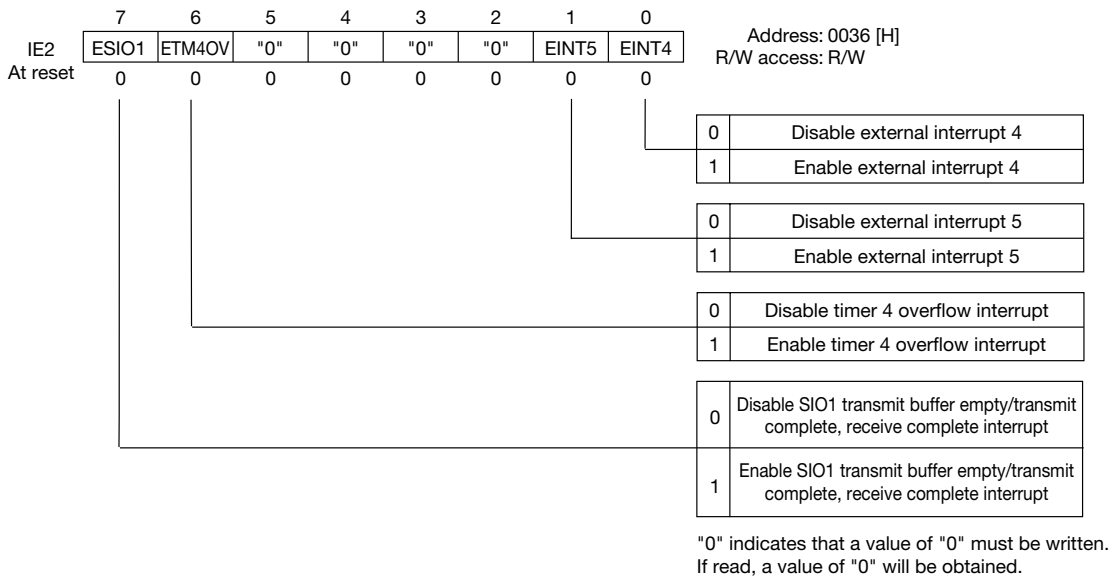 7 6 5 4 3 2 1 0
IE2 ESIO1 ETM4OV "0" "0" "0" "0" EINT5 EINT4
At reset 0 0 0 0 0 0 0 0
Address: 0036 [H]
R/W access: R/W
0 Disable external interrupt 4
1 Enable external interrupt 4
0 Disable external interrupt 5
1 Enable external interrupt 5
0 Disable timer 4 overflow interrupt
1 Enable timer 4 overflow interrupt
0 Disable SIO1 transmit buffer empty/transmit
complete, receive complete interrupt
1 Enable SIO1 transmit buffer empty/transmit
complete, receive complete interrupt
"0" indicates that a value of "0" must be written.
If read, a value of "0" will be obtained.